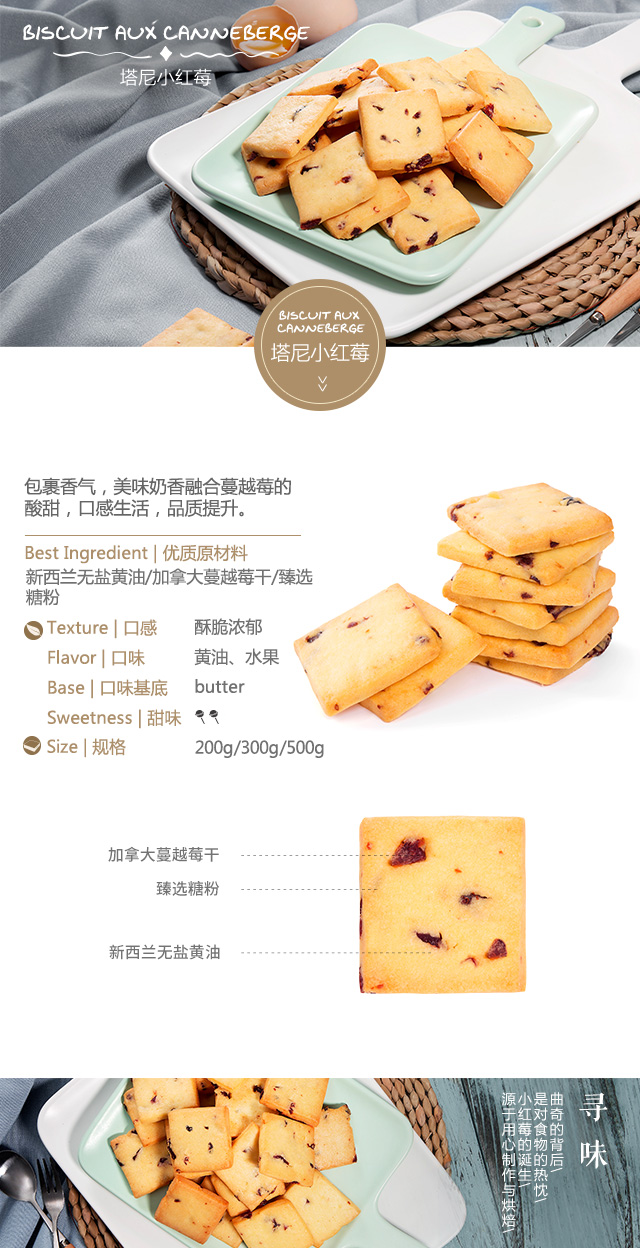 BISCUIT AUX CANNEBERGE
塔尼小红莓
BISCUIT AUX
CANNEBERGE
塔尼小红莓
包裹香气，美味奶香融合蔓越莓的
酸甜，口感生活，品质提升。
Best Ingredient | 优质原材料
新西兰无盐黄油/加拿大蔓越莓干/臻选
糖粉
Texture | 口感 酥脆浓郁
Flavor | 口味 黄油、水果
Base | 口味基底 butter
Sweetness | 甜味
Size | 规格 200g/300g/500g
加拿大蔓越莓干
臻选糖粉
新西兰无盐黄油
寻味
曲奇的背后/
是对食物的热忱/
小红莓的诞生/
源于用心制作与烘焙/